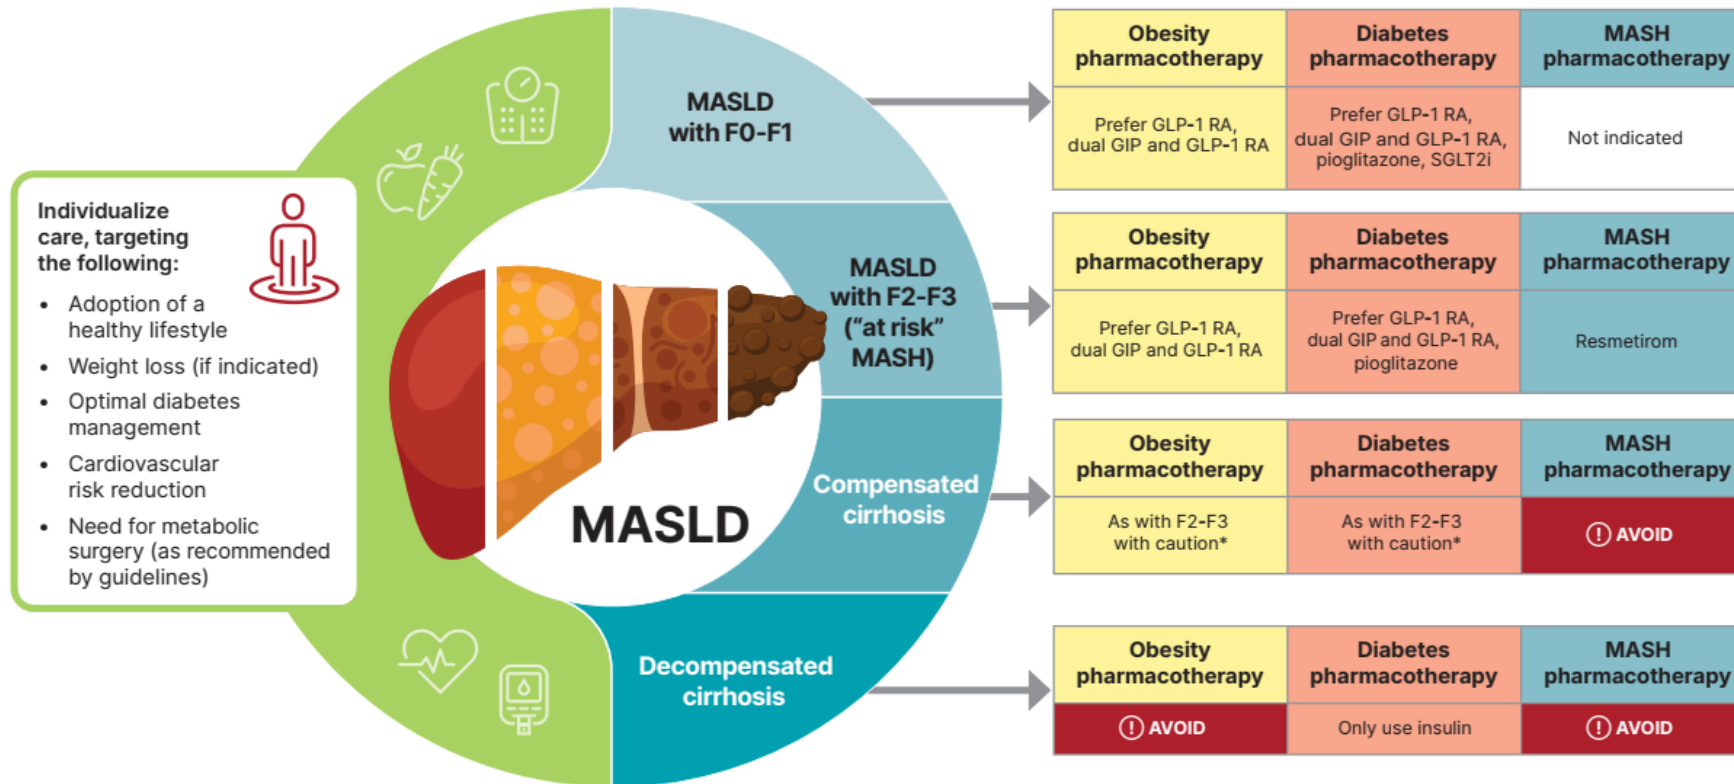 Individualize
care, targeting
the following:
• Adoption of a
healthy lifestyle
• Weight loss (if indicated)
• Optimal diabetes
management
• Cardiovascular
risk reduction
• Need for metabolic
surgery (as recommended
by guidelines)
MASLD
MASLD
with F0-F1
MASLD
with F2-F3
(“at risk”
MASH)
Compensated
cirrhosis
Decompensated
cirrhosis
Obesity
pharmacotherapy
Diabetes
pharmacotherapy
MASH
pharmacotherapy
Prefer GLP-1 RA,
dual GIP and GLP-1 RA
Prefer GLP-1 RA,
dual GIP and GLP-1 RA,
pioglitazone, SGLT2i
Not indicated
Obesity
pharmacotherapy
Diabetes
pharmacotherapy
MASH
pharmacotherapy
Prefer GLP-1 RA,
dual GIP and GLP-1 RA
Prefer GLP-1 RA,
dual GIP and GLP-1 RA,
pioglitazone
Resmetirom
Obesity
pharmacotherapy
Diabetes
pharmacotherapy
MASH
pharmacotherapy
As with F2-F3
with caution*
As with F2-F3
with caution*
! AVOID
Obesity
pharmacotherapy
Diabetes
pharmacotherapy
MASH
pharmacotherapy
! AVOID
Only use insulin
! AVOID